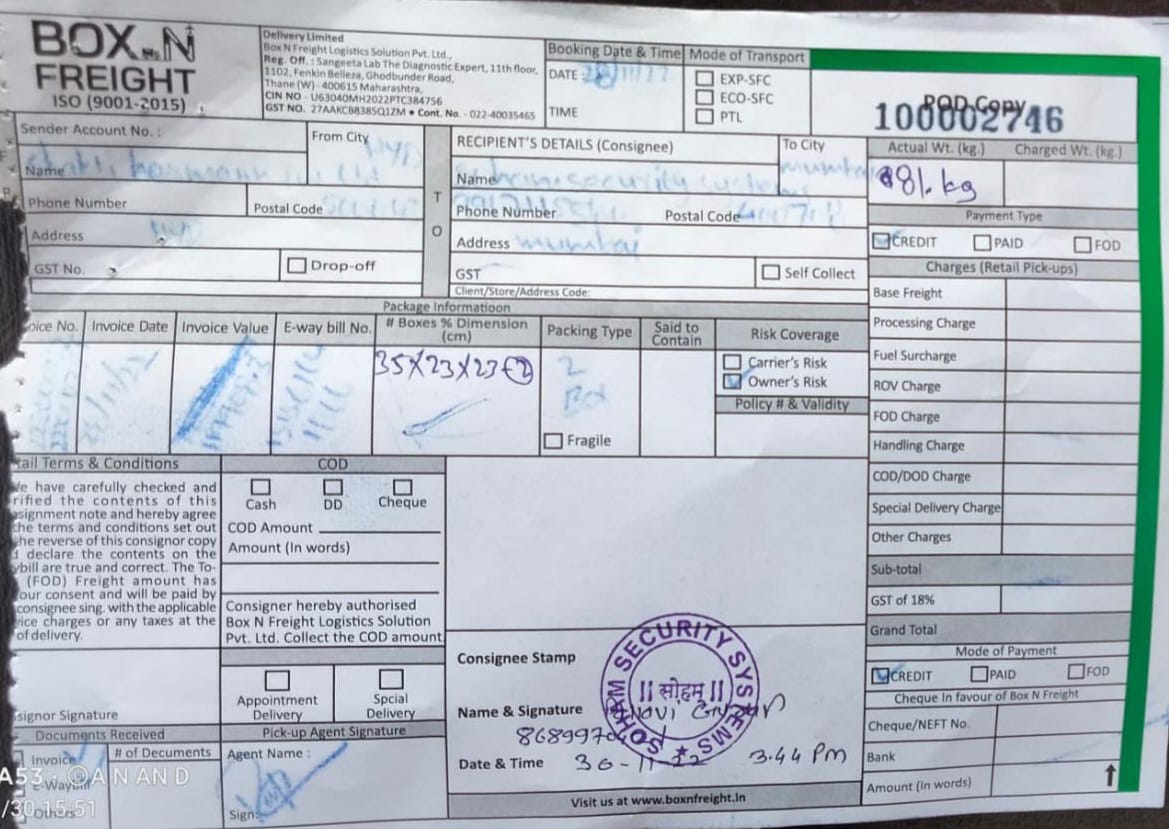 BOX N
FREIGHT
ISO (9001-2015)
Delivery Limited
Box N Freight Logistics Solution Pvt. Ltd.,
Reg. Off. : Sangeeta Lab The Diagnostic Expert, 11th floor,
1102, Fenkin Belleza, Ghodbunder Road,
Thane (W) - 400615 Maharashtra,
CIN NO - U63040MH2022PTC384756
GST NO. 27AAKCB8385Q1ZM • Cont. No. - 022-40035465
Booking Date & Time
DATE : 28/11/22
TIME
Mode of Transport
EXP-SFC
ECO-SFC
PTL
POD Copy
100002746
Sender Account No. :
From City
Hyd
Name
Phone Number
Postal Code
Address Hyd
GST No.
Drop-off
T
O
RECIPIENT'S DETAILS (Consignee)
To City
mumbai
Name security systems
Phone Number
Postal Code
Address mumbai
GST
Self Collect
Client/Store/Address Code:
Actual Wt. (kg.)
81.kg
Charged Wt. (kg.)
Payment Type
CREDIT
PAID
FOD
Charges (Retail Pick-ups)
Base Freight
Processing Charge
Fuel Surcharge
ROV Charge
FOD Charge
Handling Charge
COD/DOD Charge
Special Delivery Charge
Other Charges
Sub-total
GST of 18%
Grand Total
Mode of Payment
CREDIT
PAID
FOD
Cheque In favour of Box N Freight
Cheque/NEFT No.
Bank
Amount (In words)
Package Informatioon
oice No.
Invoice Date
Invoice Value
E-way bill No.
# Boxes % Dimension
(cm)
35X23X23=2
Packing Type
2
Box
Fragile
Said to
Contain
Risk Coverage
Carrier's Risk
Owner's Risk
Policy # & Validity
tail Terms & Conditions
We have carefully checked and
rified the contents of this
signment note and hereby agree
the terms and conditions set out
he reverse of this consignor copy
d declare the contents on the
ybill are true and correct. The To-
(FOD) Freight amount has
our consent and will be paid by
consignee sing. with the applicable
ice charges or any taxes at the
of delivery.
signor Signature
Documents Received
Invoice
E-Waybill
Others
# of Documents
COD
Cash
DD
Cheque
COD Amount
Amount (In words)
Consigner hereby authorised
Box N Freight Logistics Solution
Pvt. Ltd. Collect the COD amount
Appointment
Delivery
Spcial
Delivery
Pick-up Agent Signature
Agent Name :
Sign:
Consignee Stamp
SOHAM SECURITY SYSTEMS
|| सोहम् ||
Name & Signature
Date & Time 30-11-22 3.44 PM
Visit us at www.boxnfreight.in
A53 · © ANAND
/30 15:51